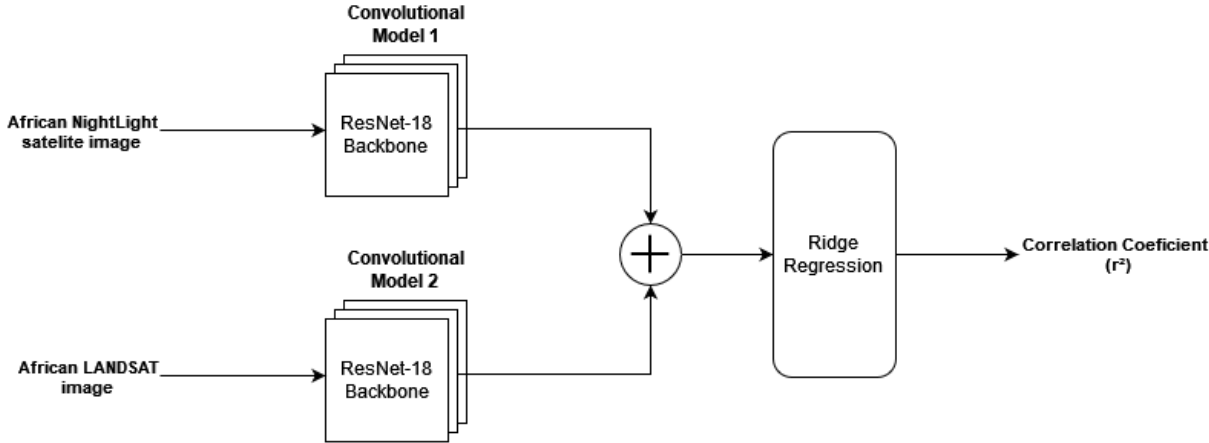 Convolutional
Model 1
African NightLight
satelite image
ResNet-18
Backbone
Ridge
Regression
Correlation Coeficient
(r²)
Convolutional
Model 2
African LANDSAT
image
ResNet-18
Backbone